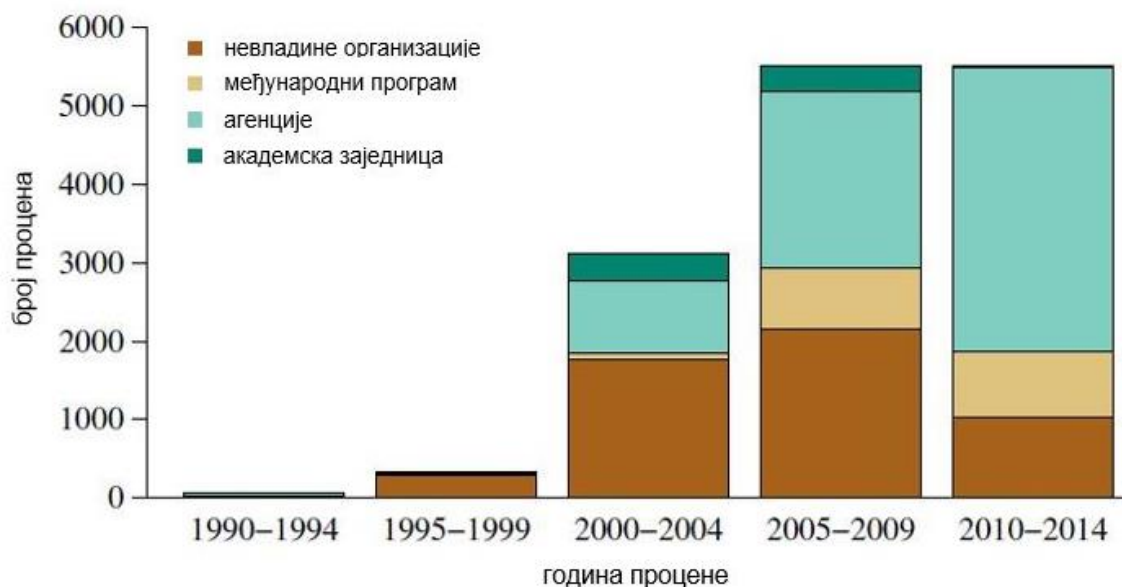 6000
5000
4000
3000
2000
1000
0
број процена
невладине организације
међународни програм
агенције
академска заједница
1990–1994 1995–1999 2000–2004 2005–2009 2010–2014
година процене